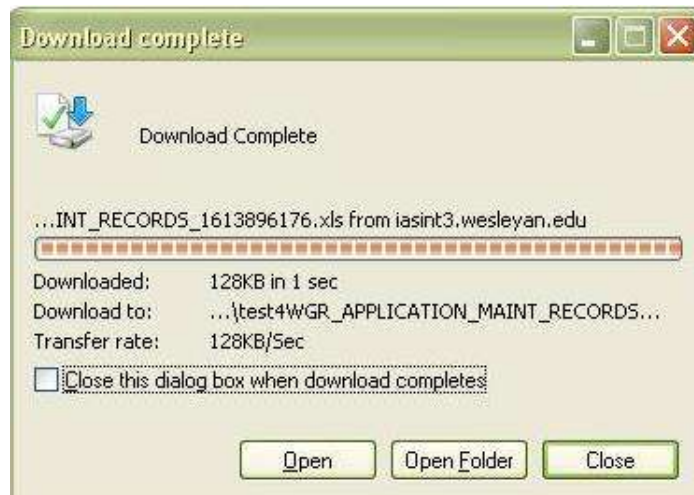 Download complete
Download Complete
...INT_RECORDS_1613896176.xls from iasint3.wesleyan.edu
Downloaded: 128KB in 1 sec
Download to: ...\test4WGR_APPLICATION_MAINT_RECORDS...
Transfer rate: 128KB/Sec
Close this dialog box when download completes
Open Open Folder Close